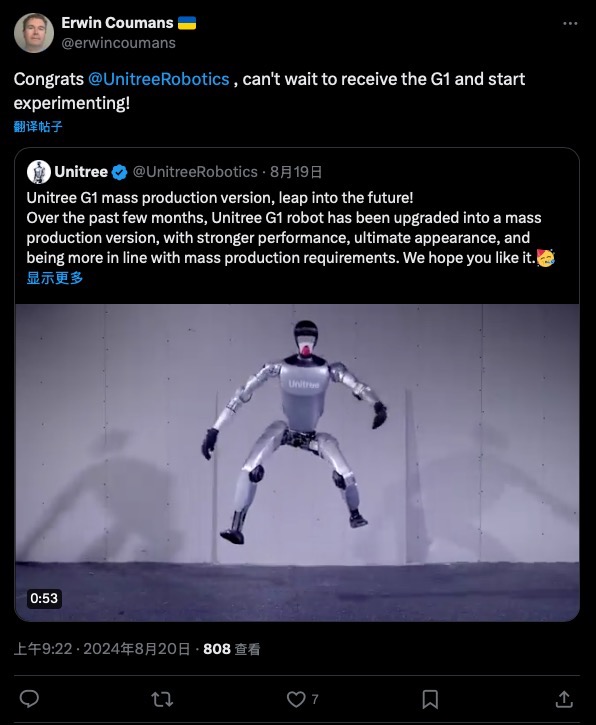 Erwin Coumans 🇺🇦
@erwincoumans
Congrats @UnitreeRobotics , can't wait to receive the G1 and start
experimenting!
翻译帖子
Unitree @UnitreeRobotics · 8月19日
Unitree G1 mass production version, leap into the future!
Over the past few months, Unitree G1 robot has been upgraded into a mass
production version, with stronger performance, ultimate appearance, and
being more in line with mass production requirements. We hope you like it.🥳
显示更多
Unitree
0:53
上午9:22 · 2024年8月20日 · 808 查看
7